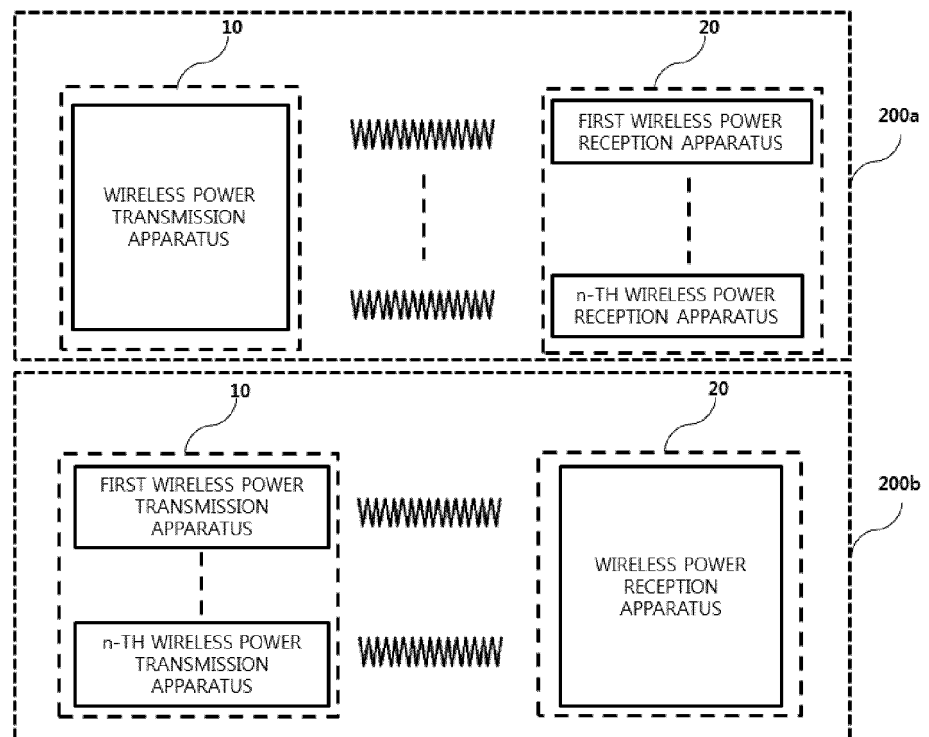 10
20
200a
WIRELESS POWER
TRANSMISSION
APPARATUS
FIRST WIRELESS POWER
RECEPTION APPARATUS
n-TH WIRELESS POWER
RECEPTION APPARATUS
10
20
200b
FIRST WIRELESS POWER
TRANSMISSION
APPARATUS
n-TH WIRELESS POWER
TRANSMISSION
APPARATUS
WIRELESS POWER
RECEPTION
APPARATUS